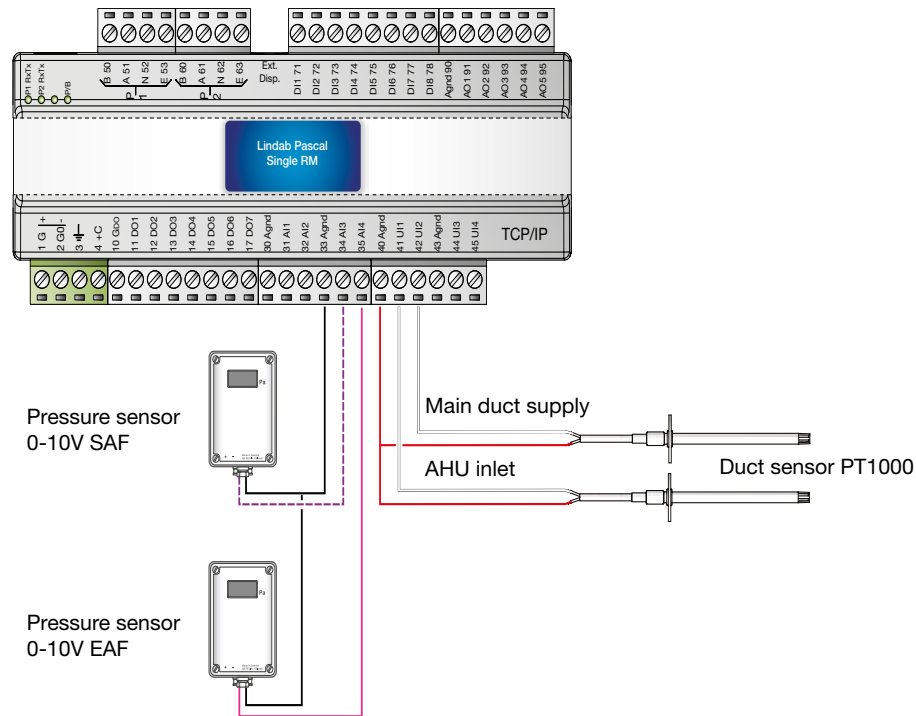 P1 RxTx
P2 RxTx
P/B
B 50
A 51
N 52
E 53
P
1
B 60
A 61
N 62
E 63
P
2
Ext.
Disp.
DI1 71
DI2 72
DI3 73
DI4 74
DI5 75
DI6 76
DI7 77
DI8 78
Agnd 90
AO1 91
AO2 92
AO3 93
AO4 94
AO5 95
Lindab Pascal
Single RM
1 G +
2 G0 -
3
4 +C
10 GDO
11 DO1
12 DO2
13 DO3
14 DO4
15 DO5
16 DO6
17 DO7
30 Agnd
31 AI1
32 AI2
33 Agnd
34 AI3
35 AI4
40 Agnd
41 UI1
42 UI2
43 Agnd
44 UI3
45 UI4
TCP/IP
Pa
Pressure sensor
0-10V SAF
+ -
Main duct supply
AHU inlet
Duct sensor PT1000
Pa
Pressure sensor
0-10V EAF
+ -